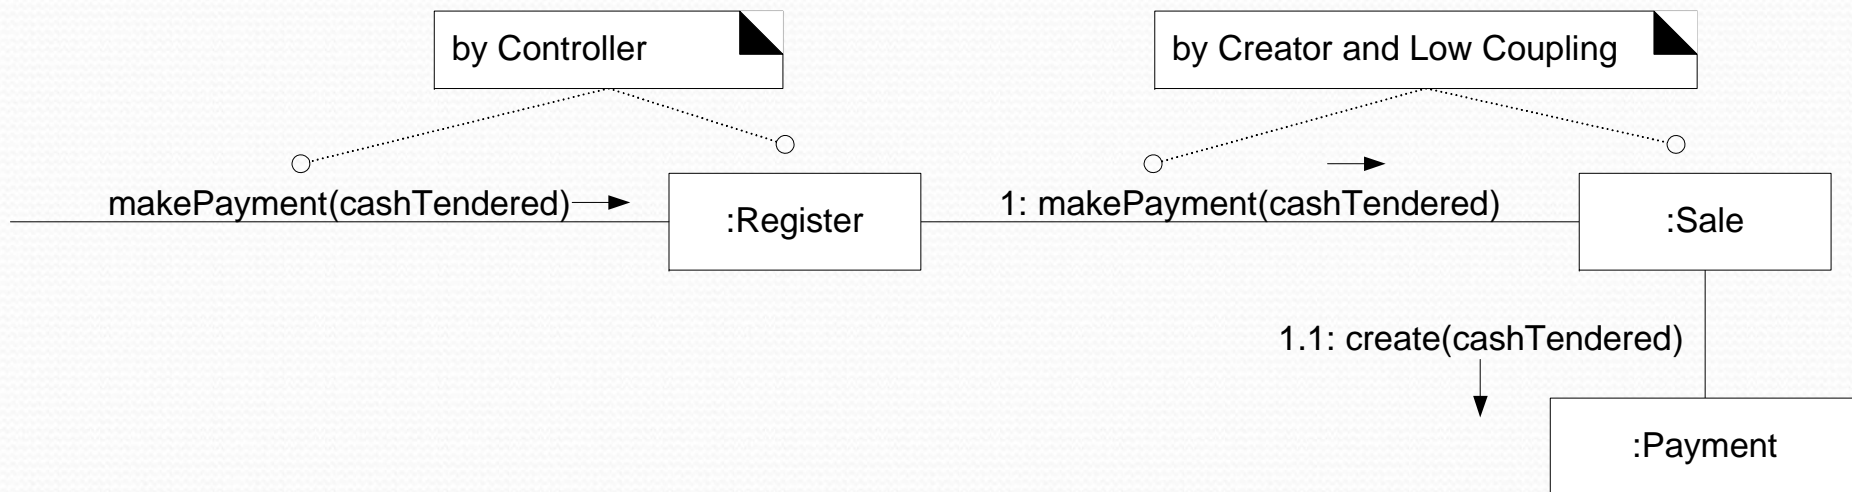 by Controller
by Creator and Low Coupling
makePayment(cashTendered)
:Register
1: makePayment(cashTendered)
:Sale
1.1: create(cashTendered)
:Payment